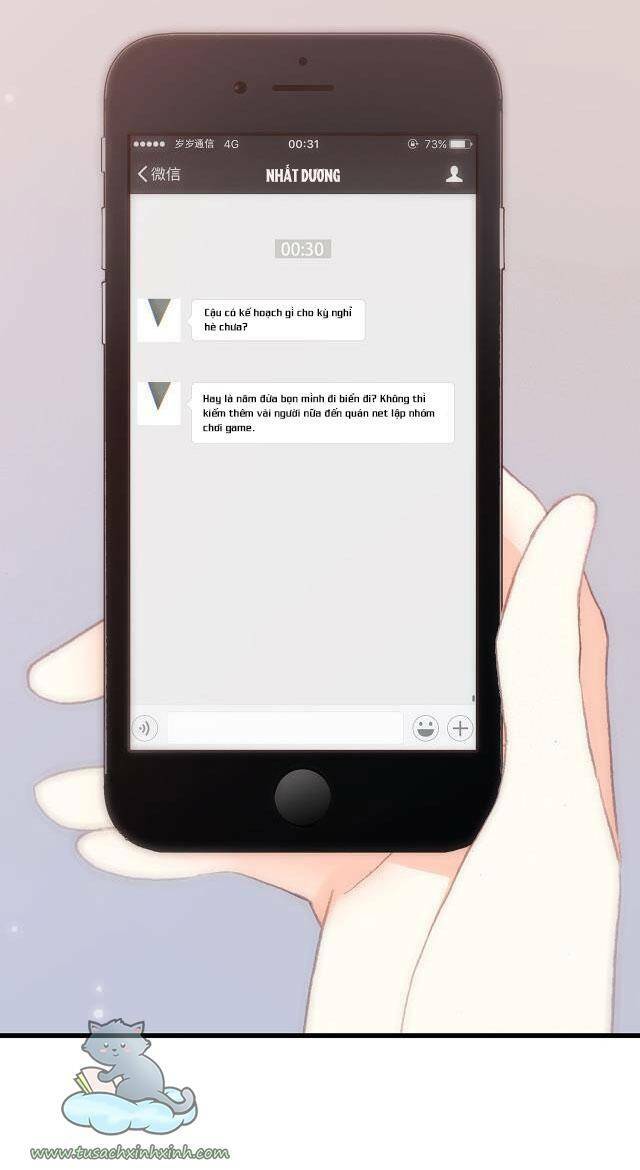 岁岁通信 4G 00:31 73%
微信 NHẤT DƯƠNG
00:30
Cậu có kế hoạch gì cho kỳ nghỉ
hè chưa?
Hay là năm đứa bọn mình đi biển đi? Không thì
kiếm thêm vài người nữa đến quán net lập nhóm
chơi game.
www.tusachxinhxinh.com